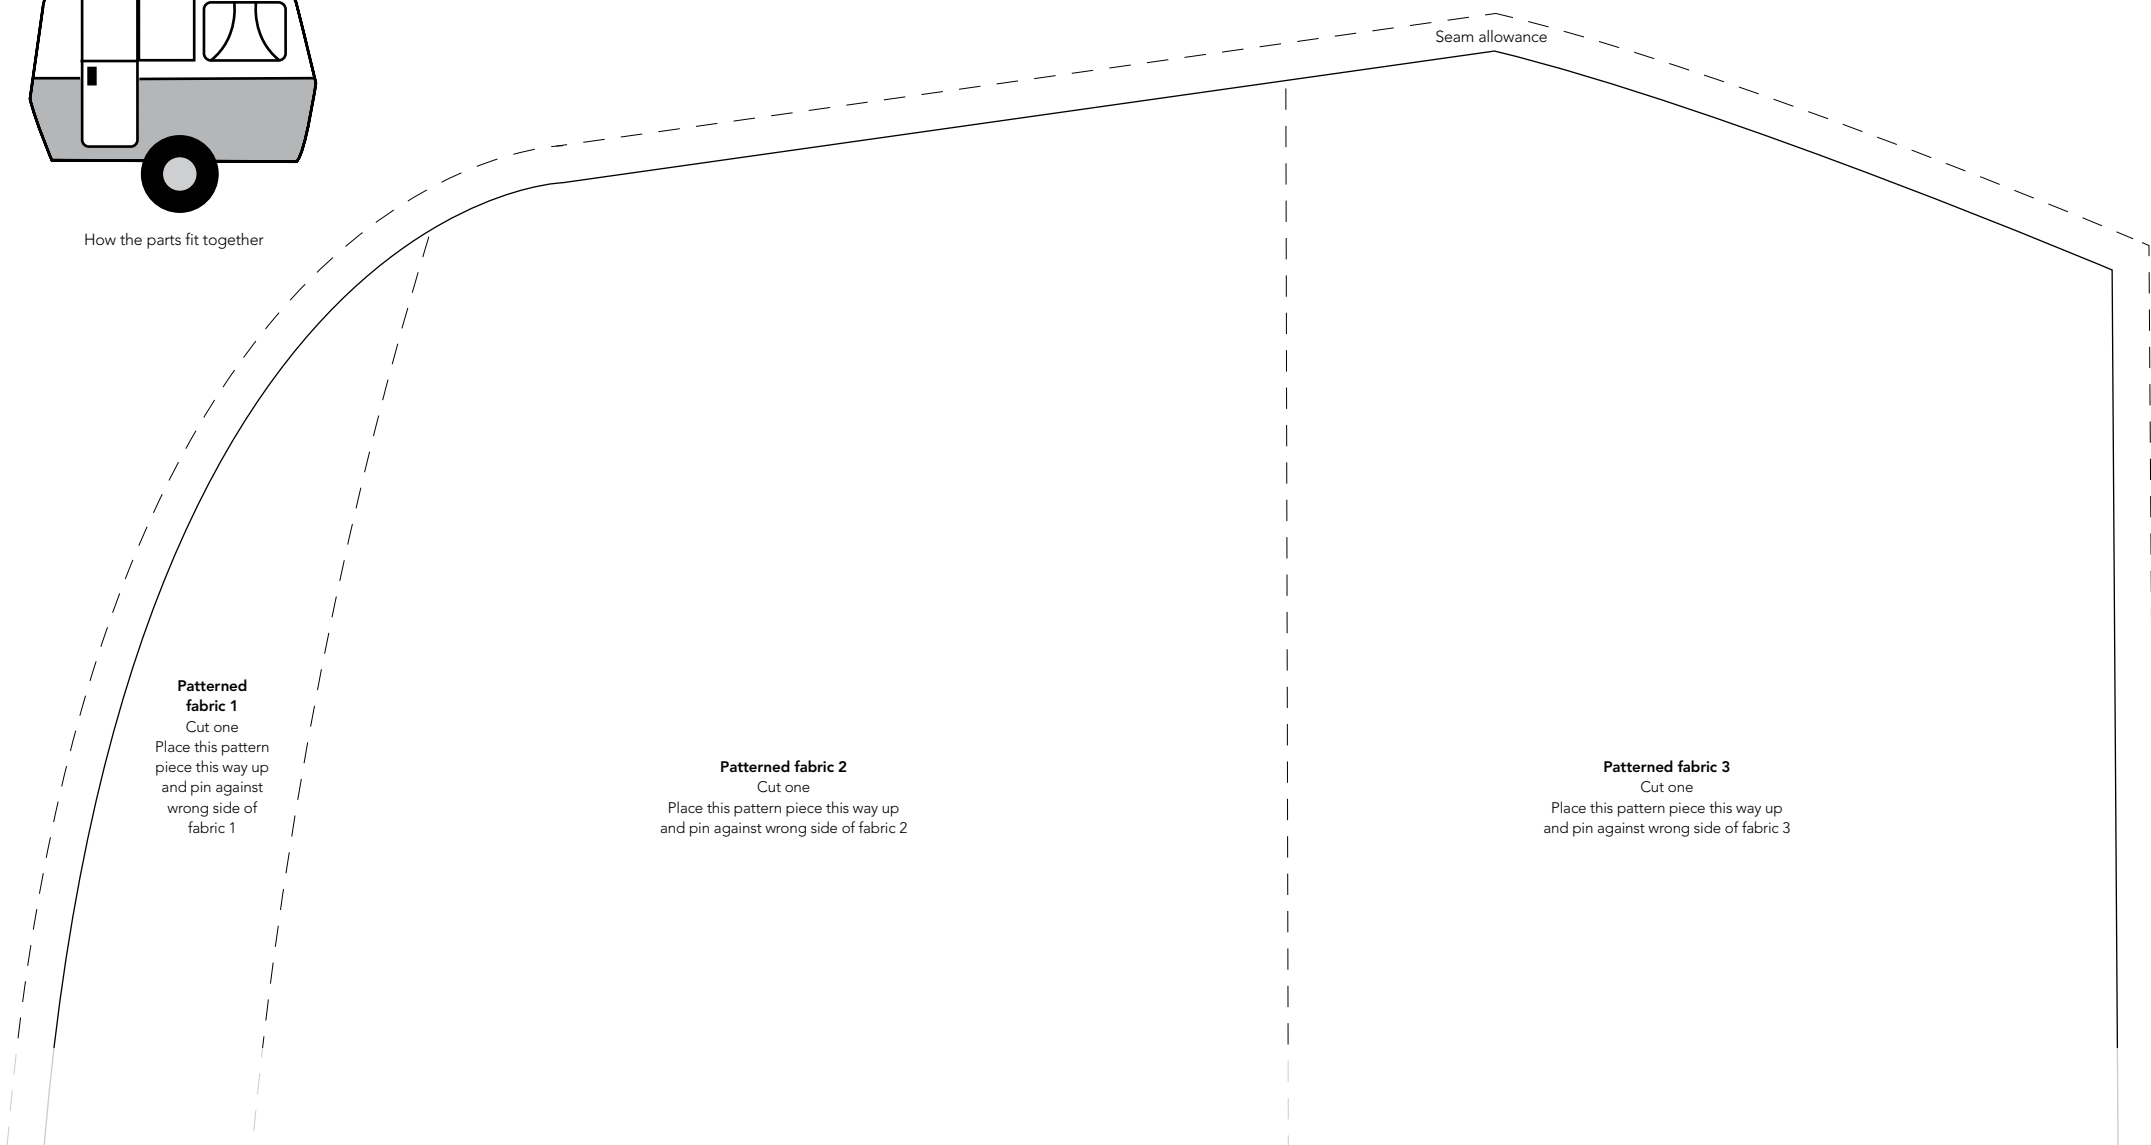 Seam allowance
How the parts fit together
Patterned
fabric 1
Cut one
Place this pattern
piece this way up
and pin against
wrong side of
fabric 1
Patterned fabric 2
Cut one
Place this pattern piece this way up
and pin against wrong side of fabric 2
Patterned fabric 3
Cut one
Place this pattern piece this way up
and pin against wrong side of fabric 3